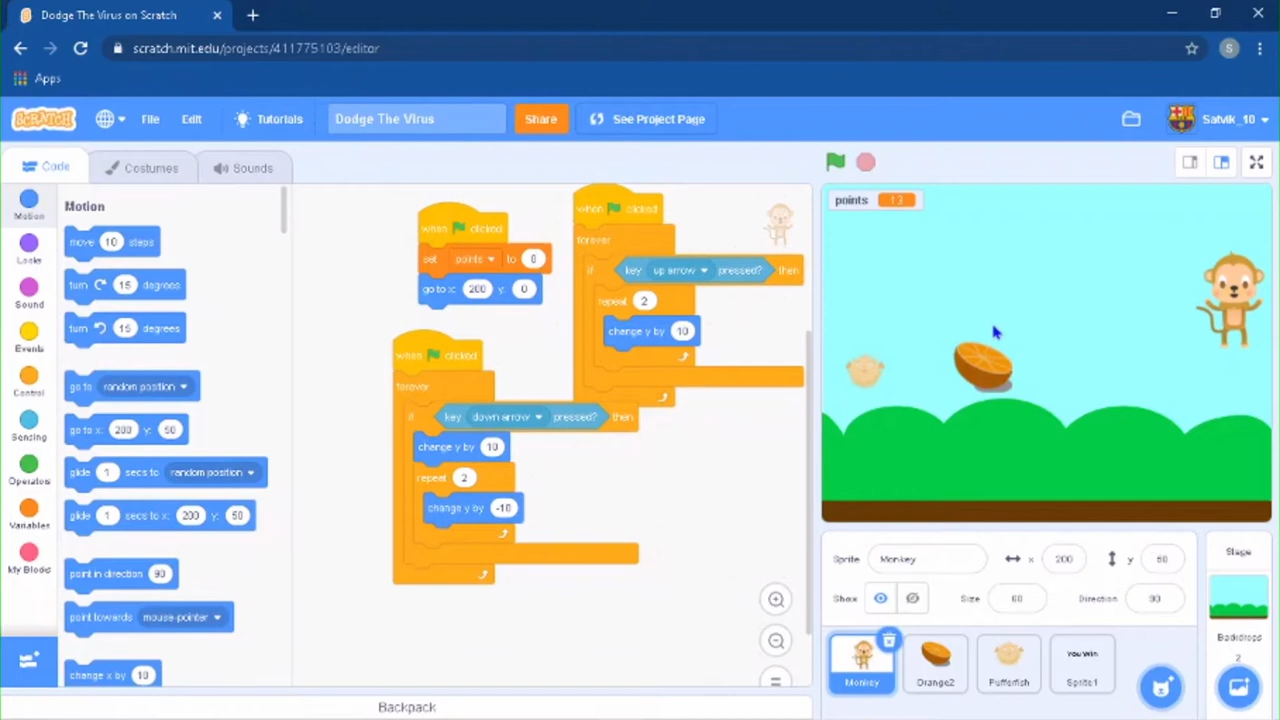 Dodge The Virus on Scratch
scratch.mit.edu/projects/411775103/editor
S
Apps
SCRATCH
File
Edit
Tutorials
Dodge The Virus
Share
See Project Page
Satvik_10
Code
Costumes
Sounds
Motion
Looks
Sound
Events
Control
Sensing
Operators
Variables
My Blocks
Motion
move 10 steps
turn 15 degrees
turn 15 degrees
go to random position
go to x: 200 y: 50
glide 1 secs to random position
glide 1 secs to x: 200 y: 50
point in direction 90
point towards mouse-pointer
change x by 10
when clicked
set points to 0
go to x: 200 y: 0
when clicked
forever
if key up arrow pressed? then
repeat 2
change y by 10
when clicked
forever
if key down arrow pressed? then
change y by 10
repeat 2
change y by -10
Backpack
points 13
Sprite Monkey x 200 y 50
Show Size 60 Direction 90
Monkey
Orange2
Pufferfish
You Win
Sprite1
Stage
Backdrops
2